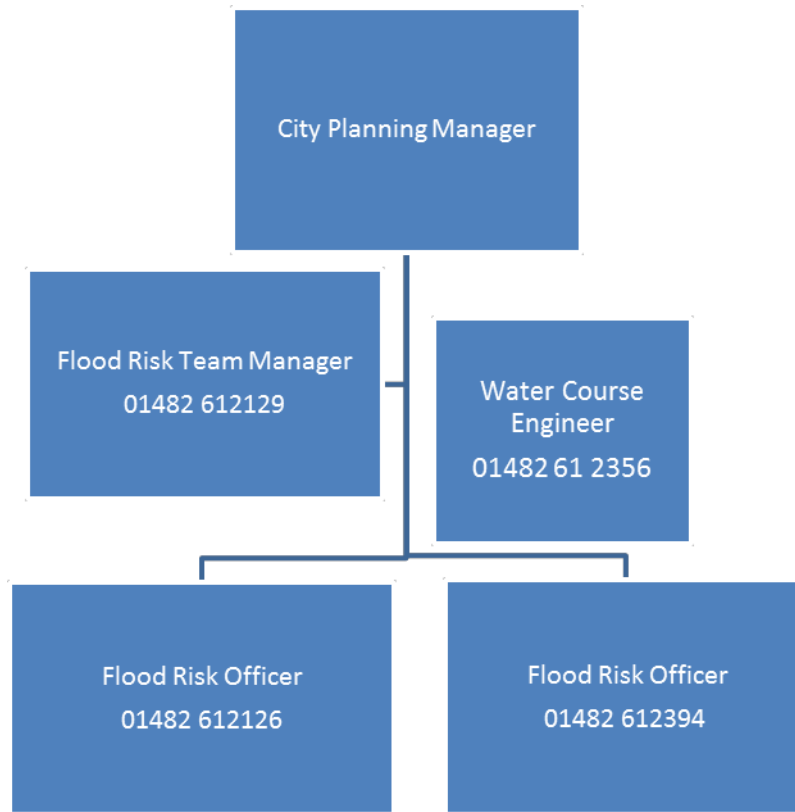 City Planning Manager
Flood Risk Team Manager
01482 612129
Water Course
Engineer
01482 61 2356
Flood Risk Officer
01482 612126
Flood Risk Officer
01482 612394